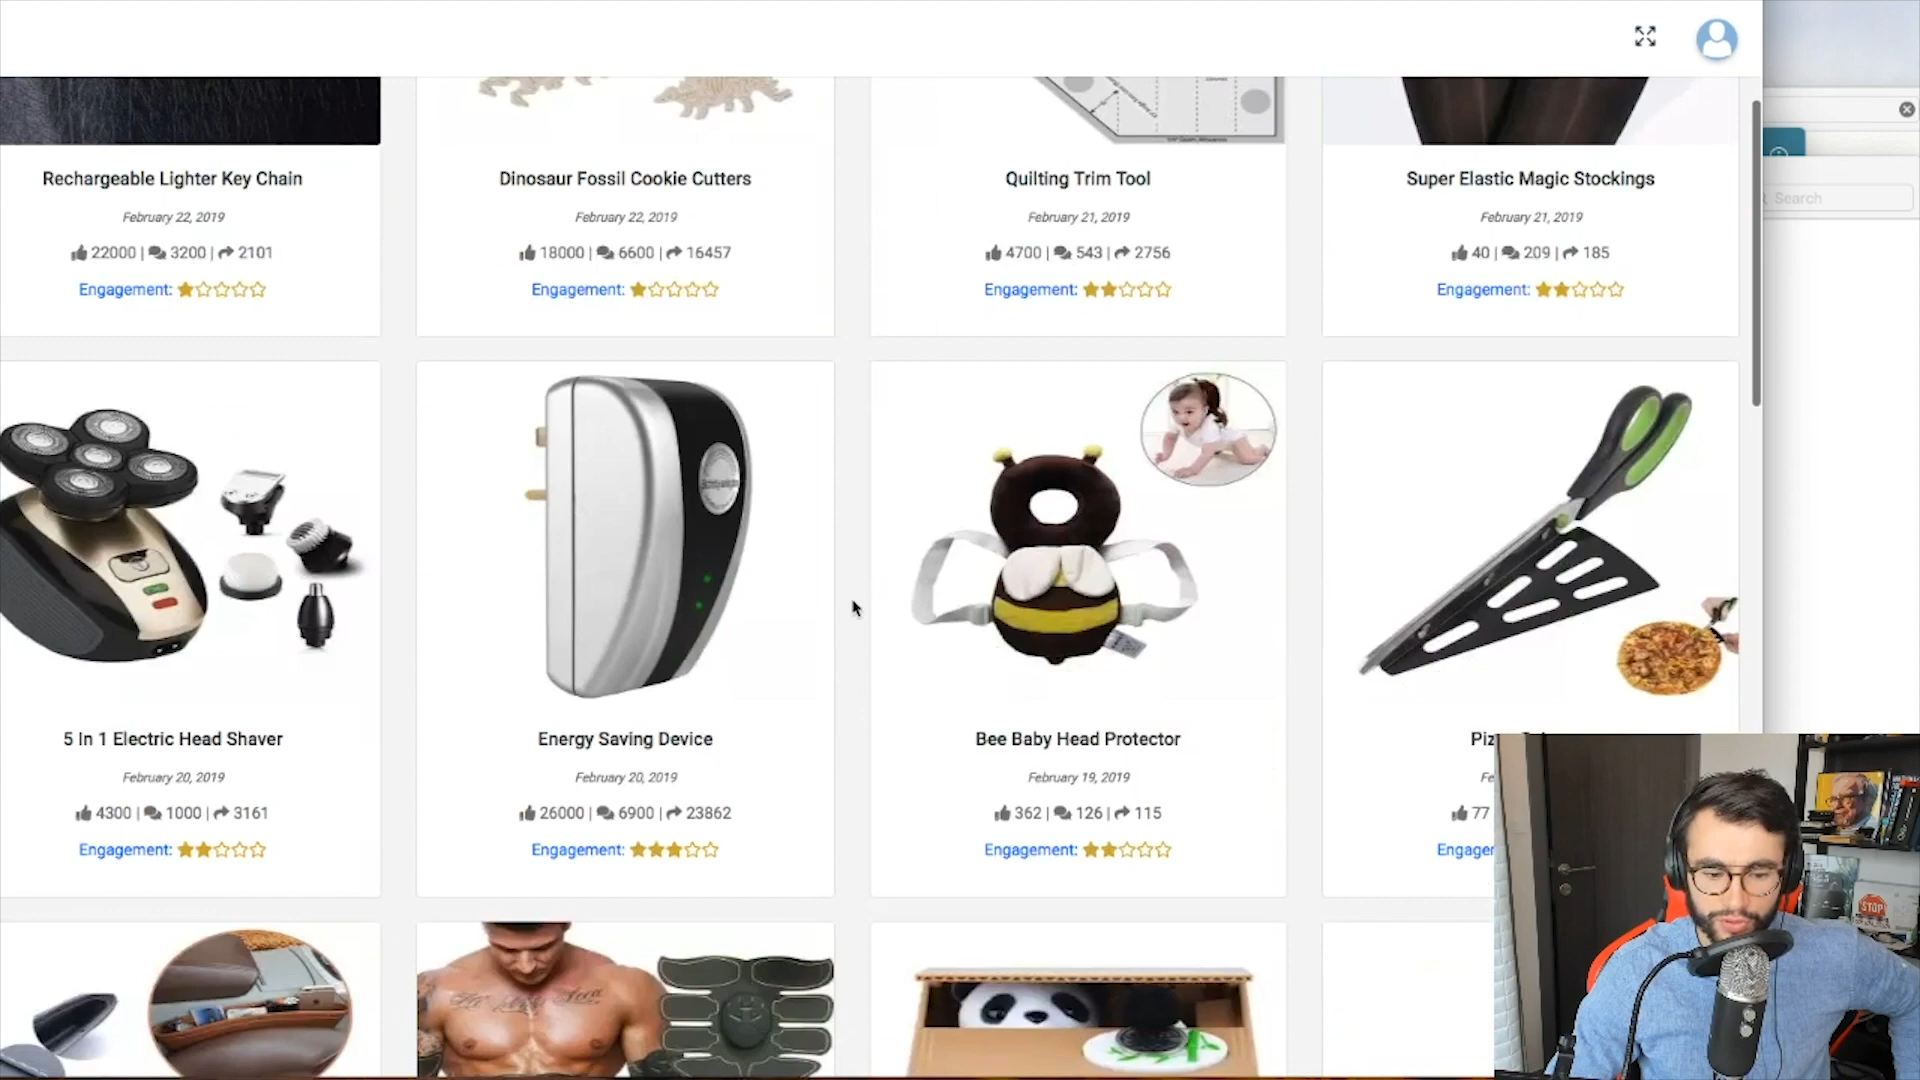 Search
Rechargeable Lighter Key Chain
February 22, 2019
22000 | 3200 | 2101
Engagement:
Dinosaur Fossil Cookie Cutters
February 22, 2019
18000 | 6600 | 16457
Engagement:
Quilting Trim Tool
February 21, 2019
4700 | 543 | 2756
Engagement:
Super Elastic Magic Stockings
February 21, 2019
40 | 209 | 185
Engagement:
5 In 1 Electric Head Shaver
February 20, 2019
4300 | 1000 | 3161
Engagement:
Energy Saving Device
February 20, 2019
26000 | 6900 | 23862
Engagement:
Bee Baby Head Protector
February 19, 2019
362 | 126 | 115
Engagement:
Piz
Fe
77
Engager
STOP